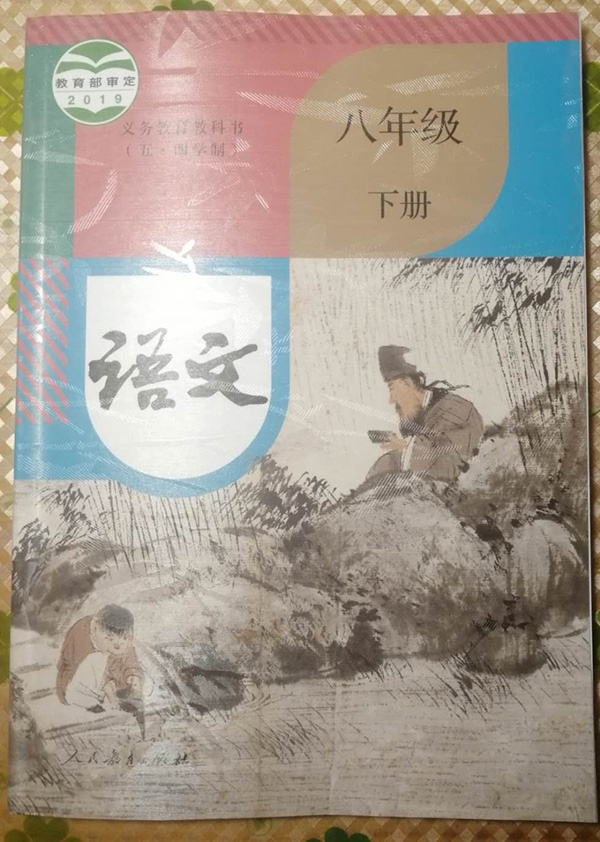 教育部审定
2019
义务教育教科书
（五·四学制）
八年级
下册
语文
人民教育出版社